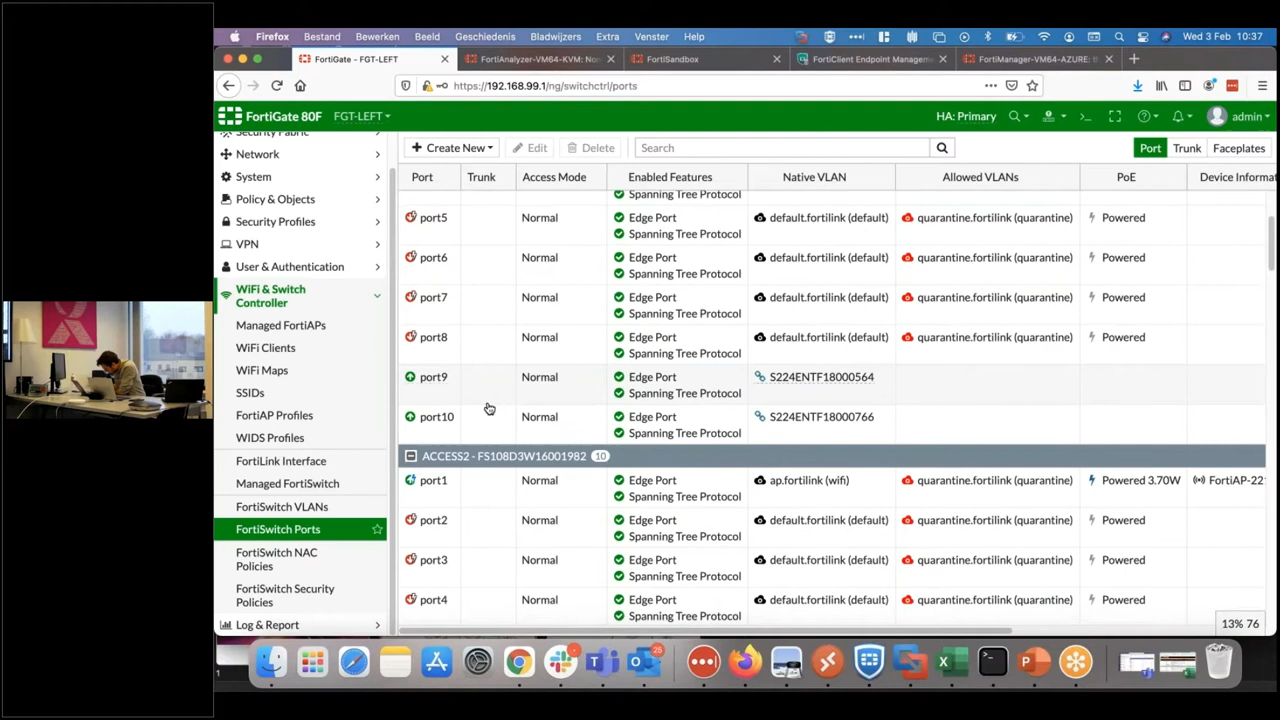 Firefox Bestand Bewerken Beeld Geschiedenis Bladwijzers Extra Venster Help Wed 3 Feb 10:37
FortiGate - FGT-LEFT FortiAnalyzer-VM64-KVM: No FortiSandbox FortiClient Endpoint Manageme FortiManager-VM64-AZURE: t
https://192.168.99.1/ng/switchctrl/ports
FortiGate 80F FGT-LEFT HA: Primary admin
Security Fabric
Network
System
Policy & Objects
Security Profiles
VPN
User & Authentication
WiFi & Switch
Controller
Managed FortiAPs
WiFi Clients
WiFi Maps
SSIDs
FortiAP Profiles
WIDS Profiles
FortiLink Interface
Managed FortiSwitch
FortiSwitch VLANs
FortiSwitch Ports
FortiSwitch NAC
Policies
FortiSwitch Security
Policies
Log & Report
Create New Edit Delete Search Port Trunk Faceplates
Port Trunk Access Mode Enabled Features Native VLAN Allowed VLANs PoE Device Informat
Spanning Tree Protocol
port5 Normal Edge Port default.fortilink (default) quarantine.fortilink (quarantine) Powered
Spanning Tree Protocol
port6 Normal Edge Port default.fortilink (default) quarantine.fortilink (quarantine) Powered
Spanning Tree Protocol
port7 Normal Edge Port default.fortilink (default) quarantine.fortilink (quarantine) Powered
Spanning Tree Protocol
port8 Normal Edge Port default.fortilink (default) quarantine.fortilink (quarantine) Powered
Spanning Tree Protocol
port9 Normal Edge Port S224ENTF18000564
Spanning Tree Protocol
port10 Normal Edge Port S224ENTF18000766
Spanning Tree Protocol
ACCESS2 - FS108D3W16001982 10
port1 Normal Edge Port ap.fortilink (wifi) quarantine.fortilink (quarantine) Powered 3.70W FortiAP-22
Spanning Tree Protocol
port2 Normal Edge Port default.fortilink (default) quarantine.fortilink (quarantine) Powered
Spanning Tree Protocol
port3 Normal Edge Port default.fortilink (default) quarantine.fortilink (quarantine) Powered
Spanning Tree Protocol
port4 Normal Edge Port default.fortilink (default) quarantine.fortilink (quarantine) Powered
Spanning Tree Protocol
13% 76